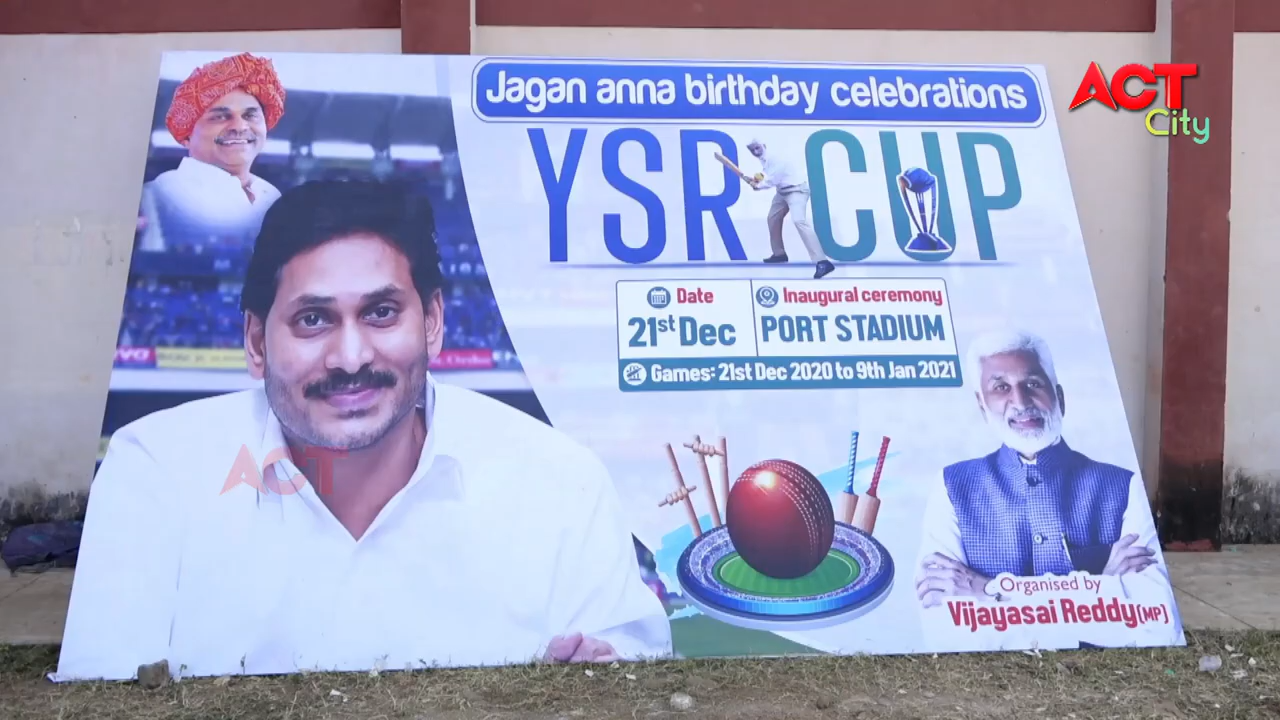 Jagan anna birthday celebrations
YSR CUP
Date
21st Dec
Inaugural ceremony
PORT STADIUM
Games: 21st Dec 2020 to 9th Jan 2021
Organised by
Vijayasai Reddy (MP)
ACT
City
ACT